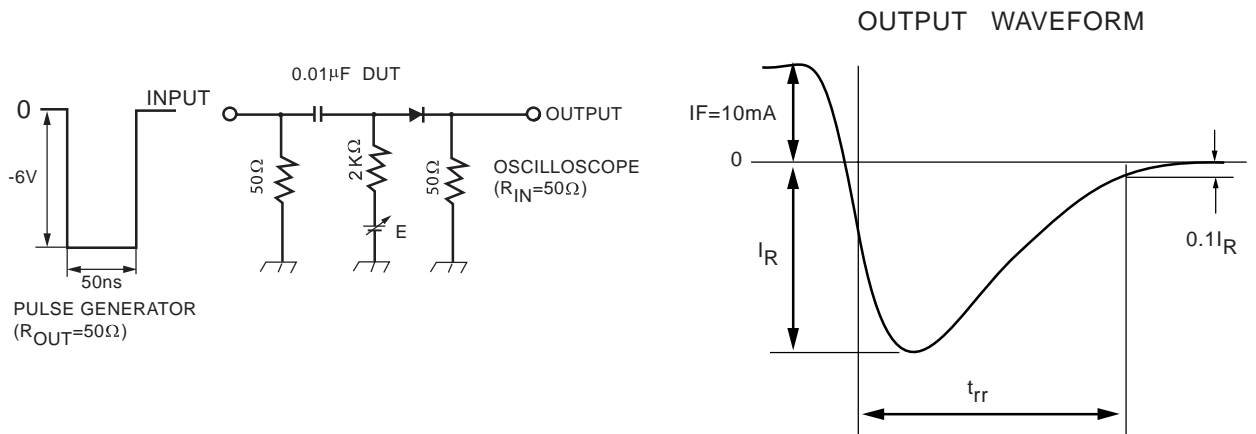 OUTPUT WAVEFORM
0.01μF DUT
0
INPUT
OUTPUT
-6V
50Ω
2KΩ
50Ω
OSCILLOSCOPE
(RIN=50Ω)
E
50ns
PULSE GENERATOR
(ROUT=50Ω)
IF=10mA
0
IR
0.1IR
trr